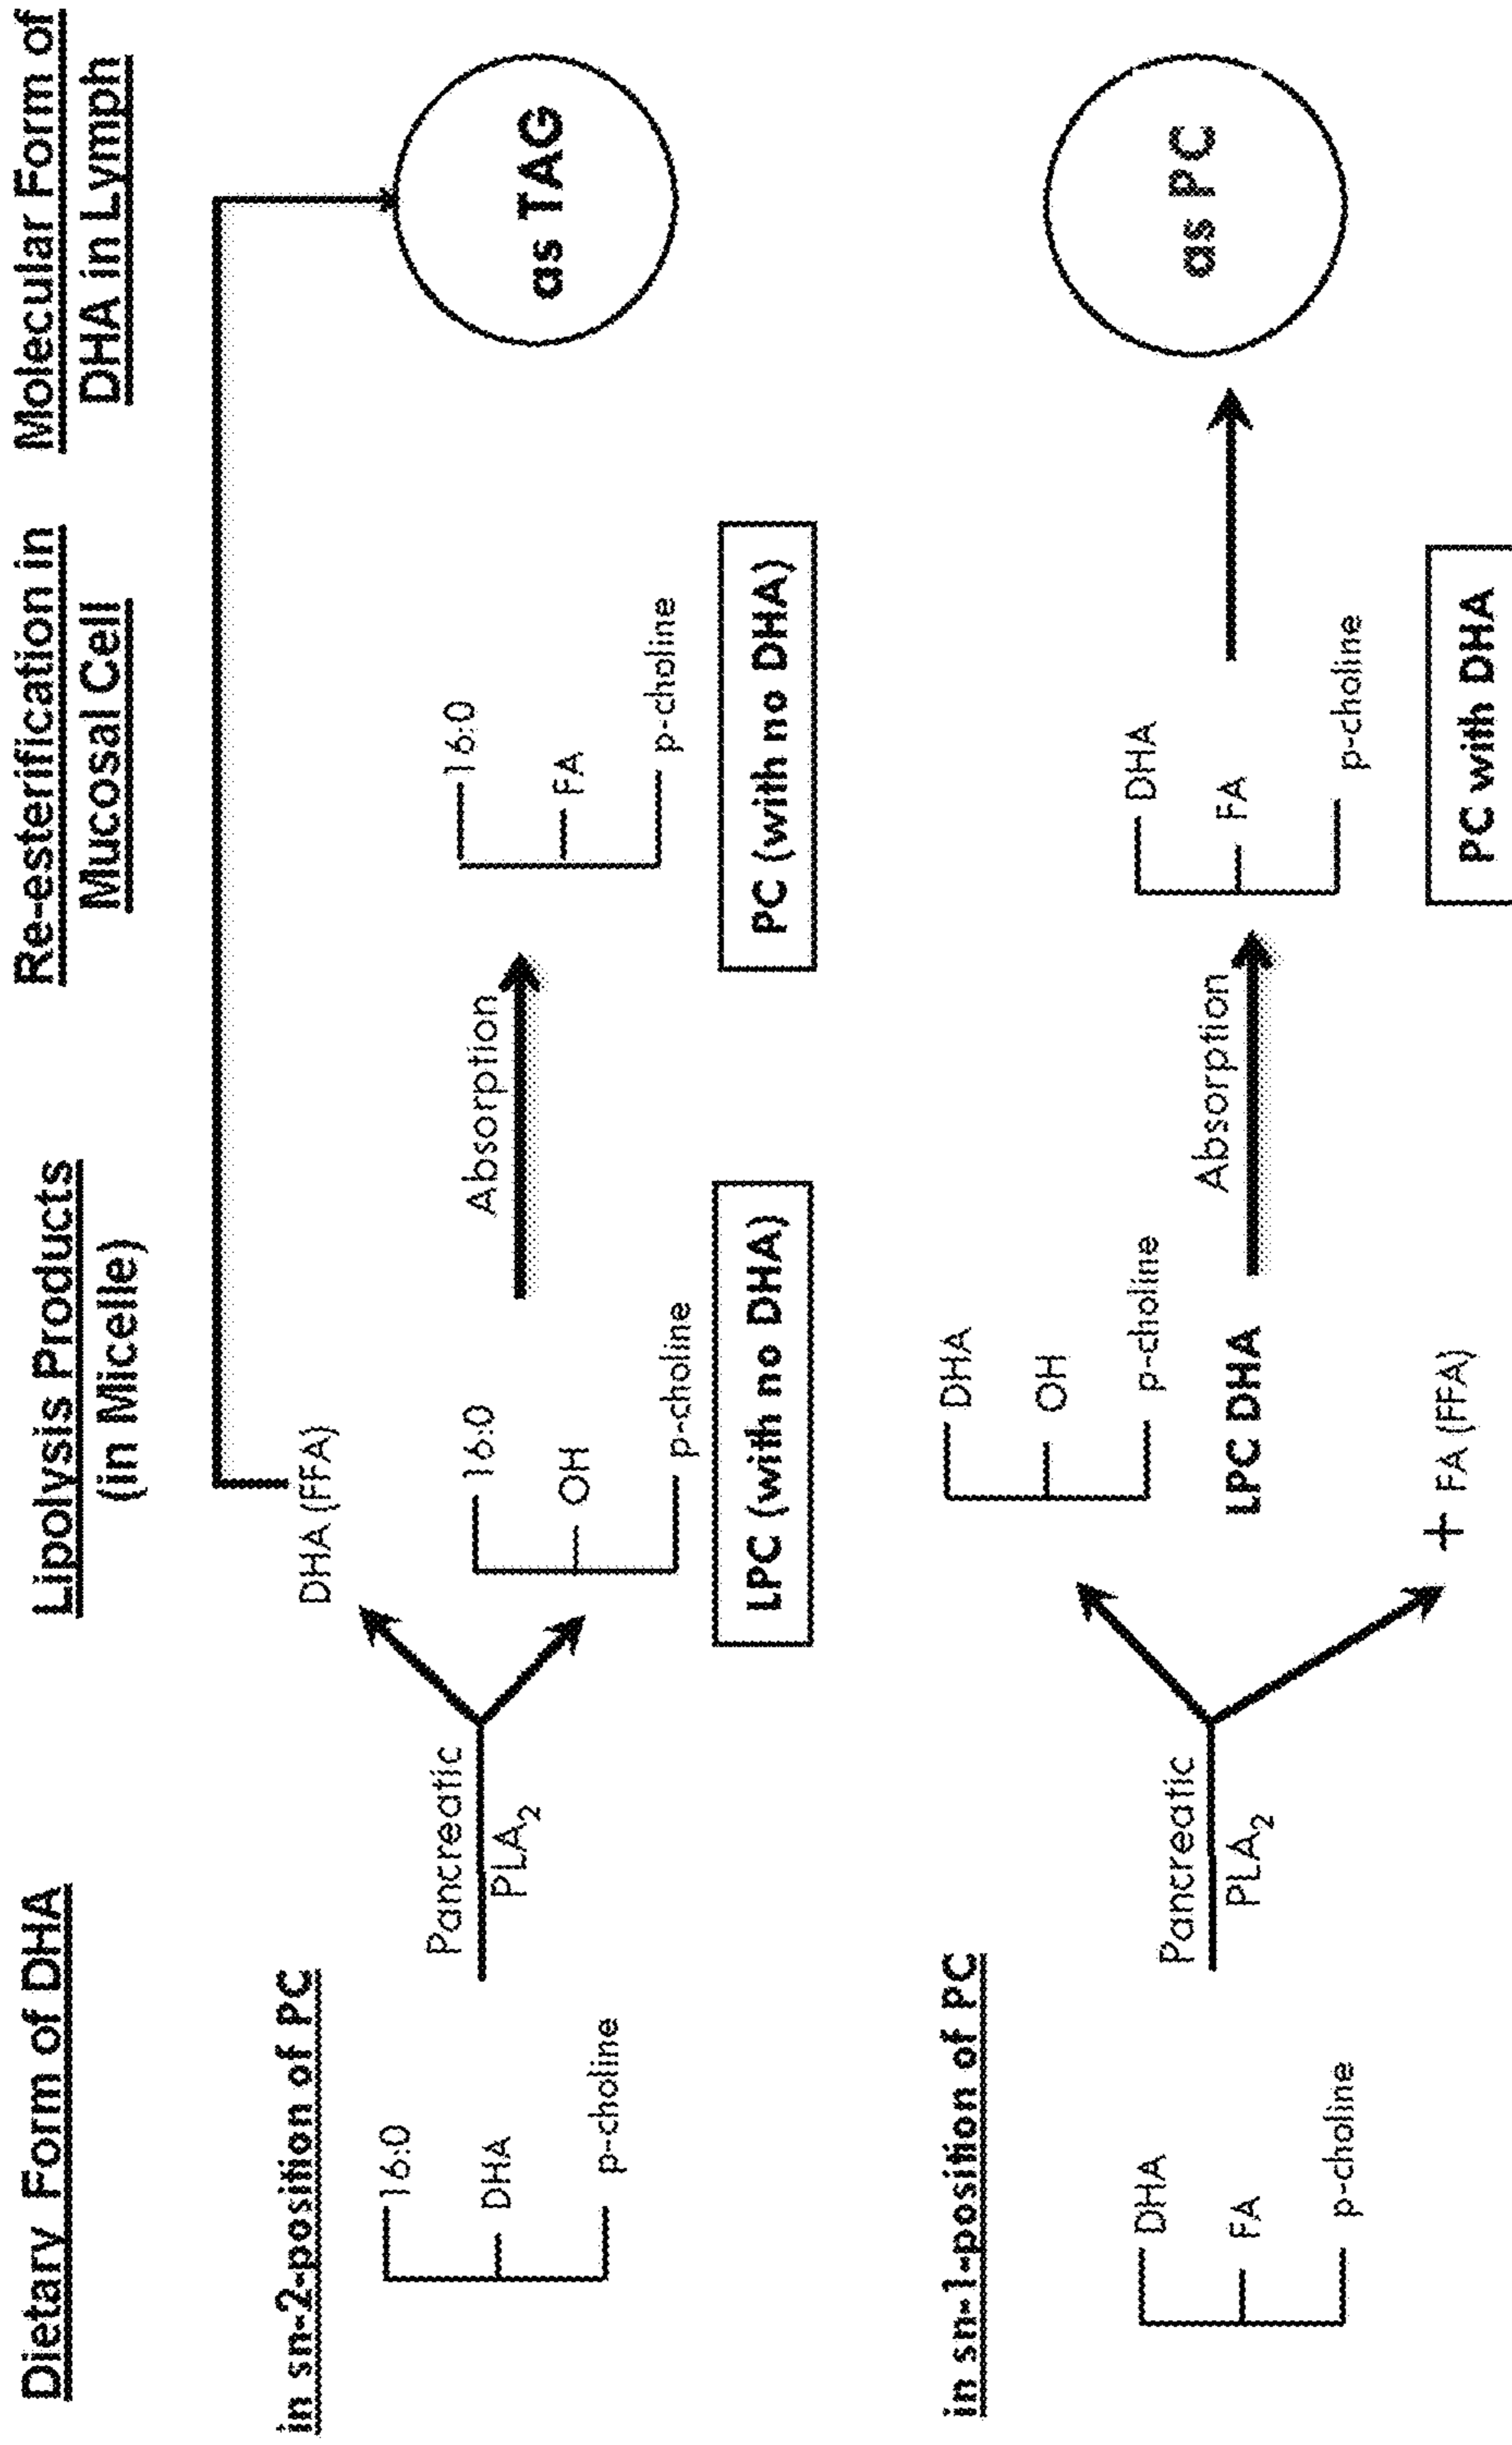 Dietary Form of DHA
Lipolysis Products
(in Micelle)
Re-esterification in
Mucosal Cell
Molecular Form of
DHA in Lymph
in sn-2-position of PC
16:0
DHA
p-choline
Pancreatic
PLA2
DHA (FFA)
16:0
OH
p-choline
LPC (with no DHA)
Absorption
16:0
FA
p-choline
PC (with no DHA)
as TAG
in sn-1-position of PC
DHA
FA
p-choline
Pancreatic
PLA2
DHA
OH
p-choline
LPC DHA
+ FA (FFA)
Absorption
DHA
FA
p-choline
PC with DHA
as PC